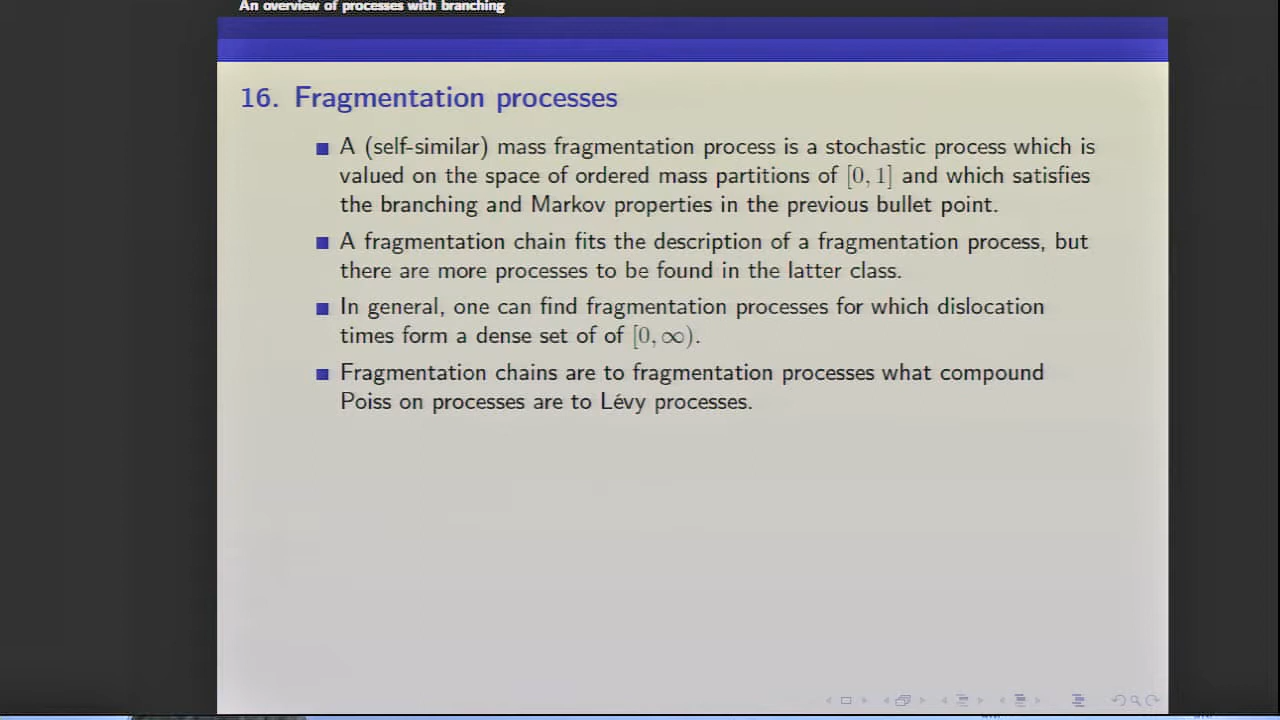 An overview of processes with branching
16. Fragmentation processes
A (self-similar) mass fragmentation process is a stochastic process which is
valued on the space of ordered mass partitions of [0, 1] and which satisfies
the branching and Markov properties in the previous bullet point.
A fragmentation chain fits the description of a fragmentation process, but
there are more processes to be found in the latter class.
In general, one can find fragmentation processes for which dislocation
times form a dense set of of [0, ∞).
Fragmentation chains are to fragmentation processes what compound
Poiss on processes are to Lévy processes.